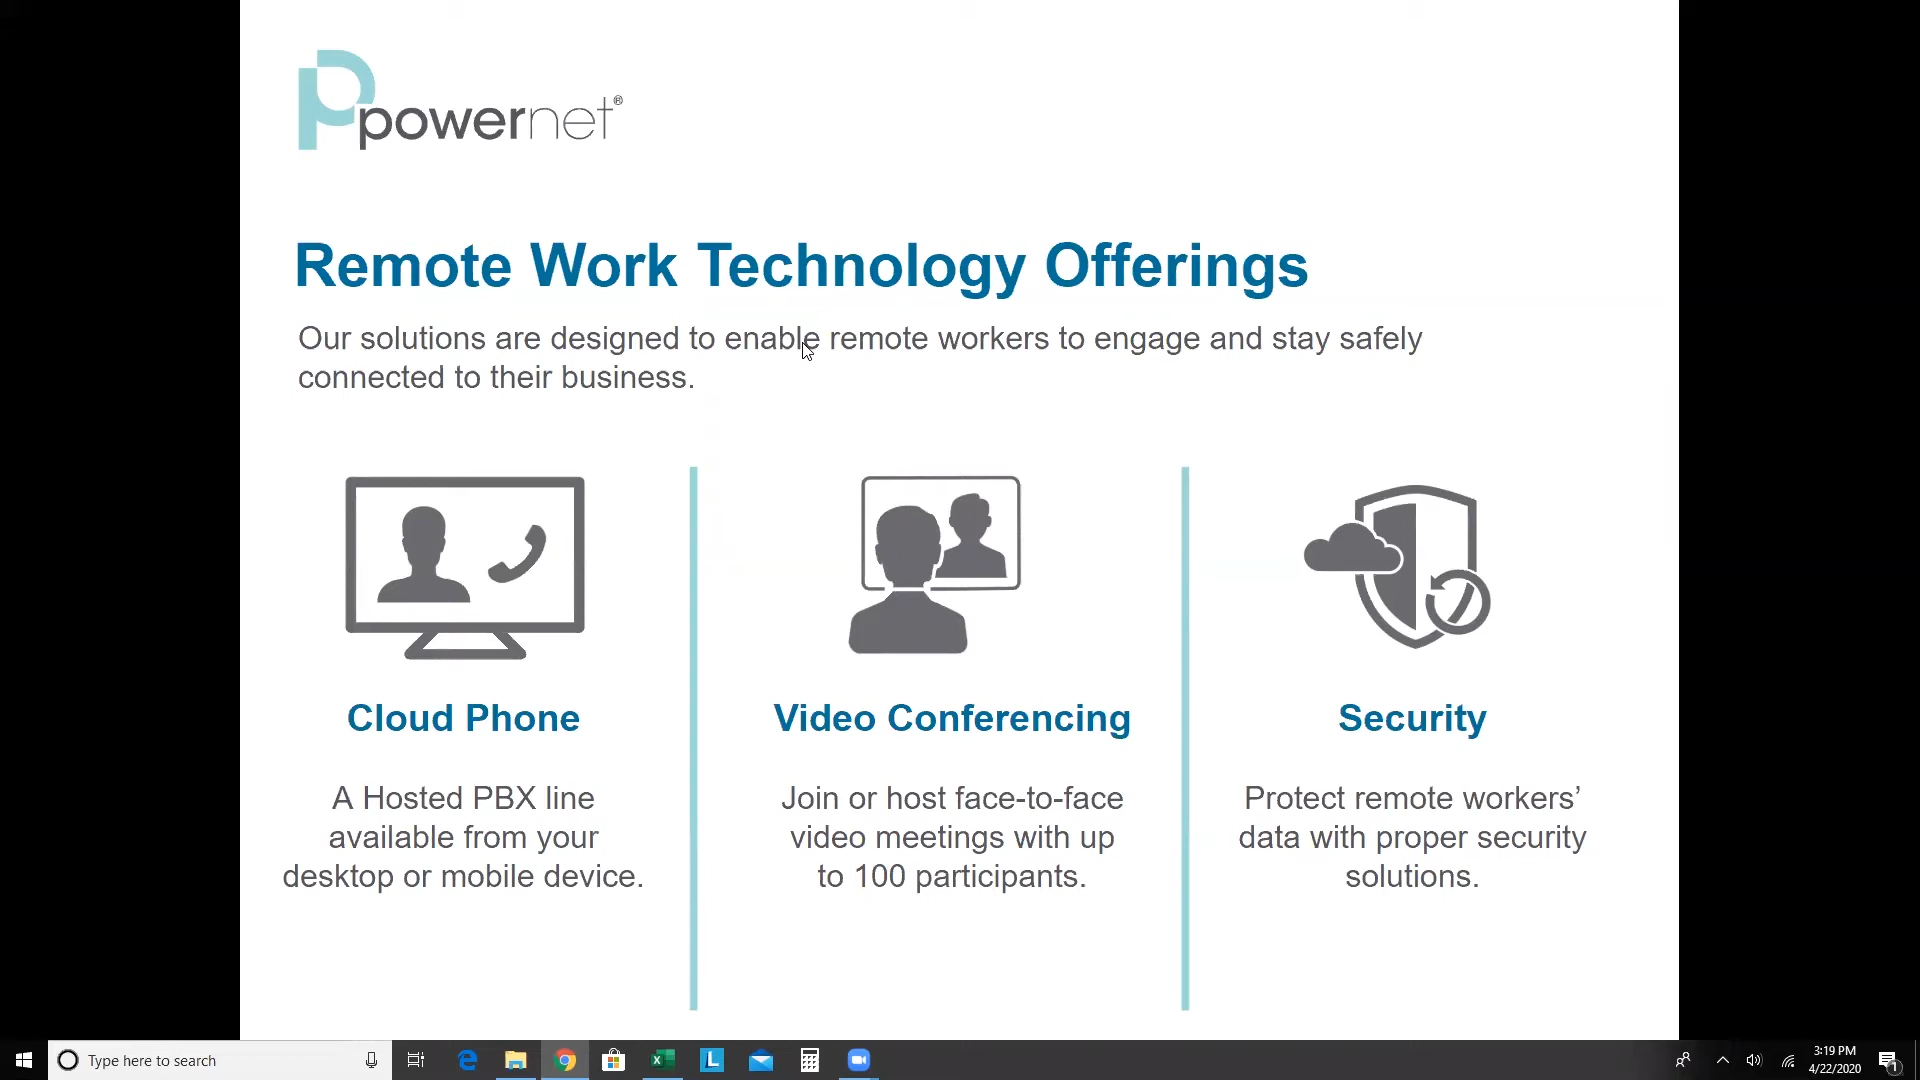 powernet®
Remote Work Technology Offerings
Our solutions are designed to enable remote workers to engage and stay safely
connected to their business.
Cloud Phone
A Hosted PBX line
available from your
desktop or mobile device.
Video Conferencing
Join or host face-to-face
video meetings with up
to 100 participants.
Security
Protect remote workers’
data with proper security
solutions.
Type here to search
L
3:19 PM
4/22/2020
1